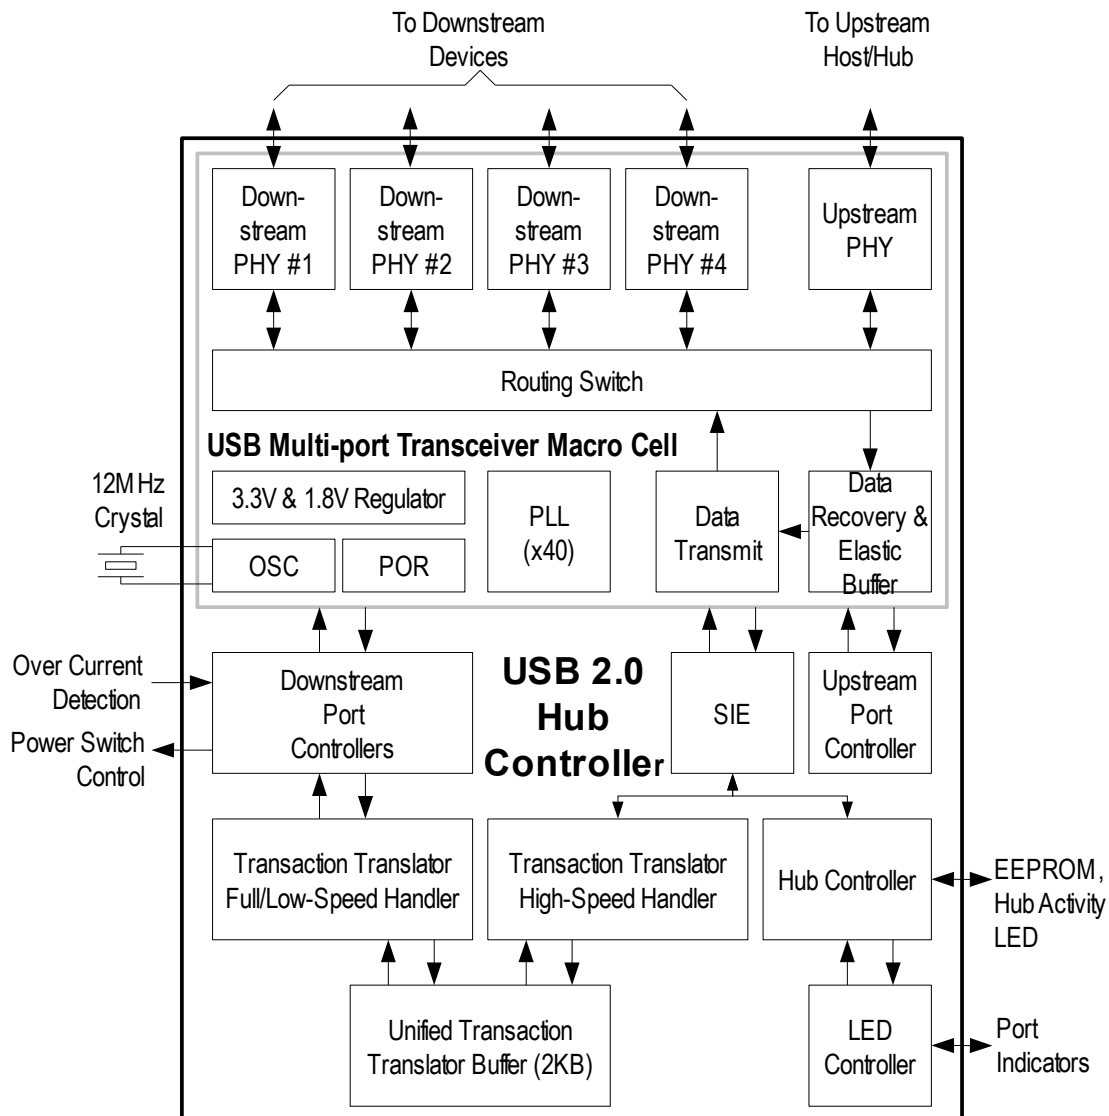 To Downstream
Devices
To Upstream
Host/Hub
Down-
stream
PHY #1
Down-
stream
PHY #2
Down-
stream
PHY #3
Down-
stream
PHY #4
Upstream
PHY
Routing Switch
USB Multi-port Transceiver Macro Cell
12MHz
Crystal
3.3V & 1.8V Regulator
OSC
POR
PLL
(x40)
Data
Transmit
Data
Recovery &
Elastic
Buffer
Over Current
Detection
Power Switch
Control
Downstream
Port
Controllers
USB 2.0
Hub
Controller
SIE
Upstream
Port
Controller
Transaction Translator
Full/Low-Speed Handler
Transaction Translator
High-Speed Handler
Hub Controller
EEPROM,
Hub Activity
LED
Unified Transaction
Translator Buffer (2KB)
LED
Controller
Port
Indicators